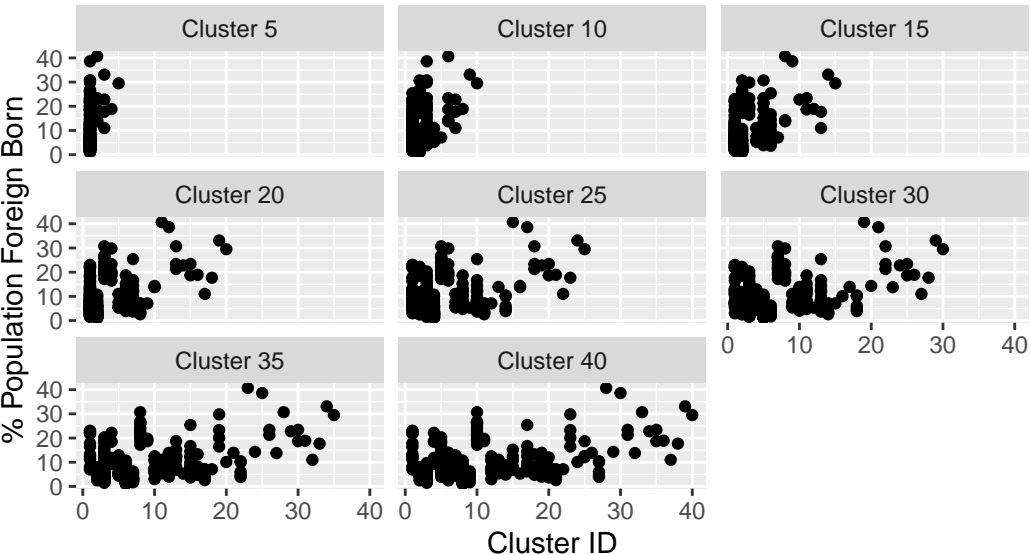 Cluster 5
Cluster 10
Cluster 15
40
30
20
10
0
Cluster 20
Cluster 25
Cluster 30
40
30
20
10
0
0 10 20 30 40
Cluster 35
Cluster 40
40
30
20
10
0
0 10 20 30 40
0 10 20 30 40
Cluster ID
% Population Foreign Born